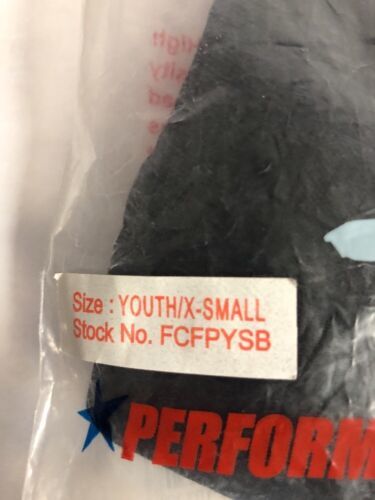 Size : YOUTH/X-SMALL
Stock No. FCFPYSB
PERFORM